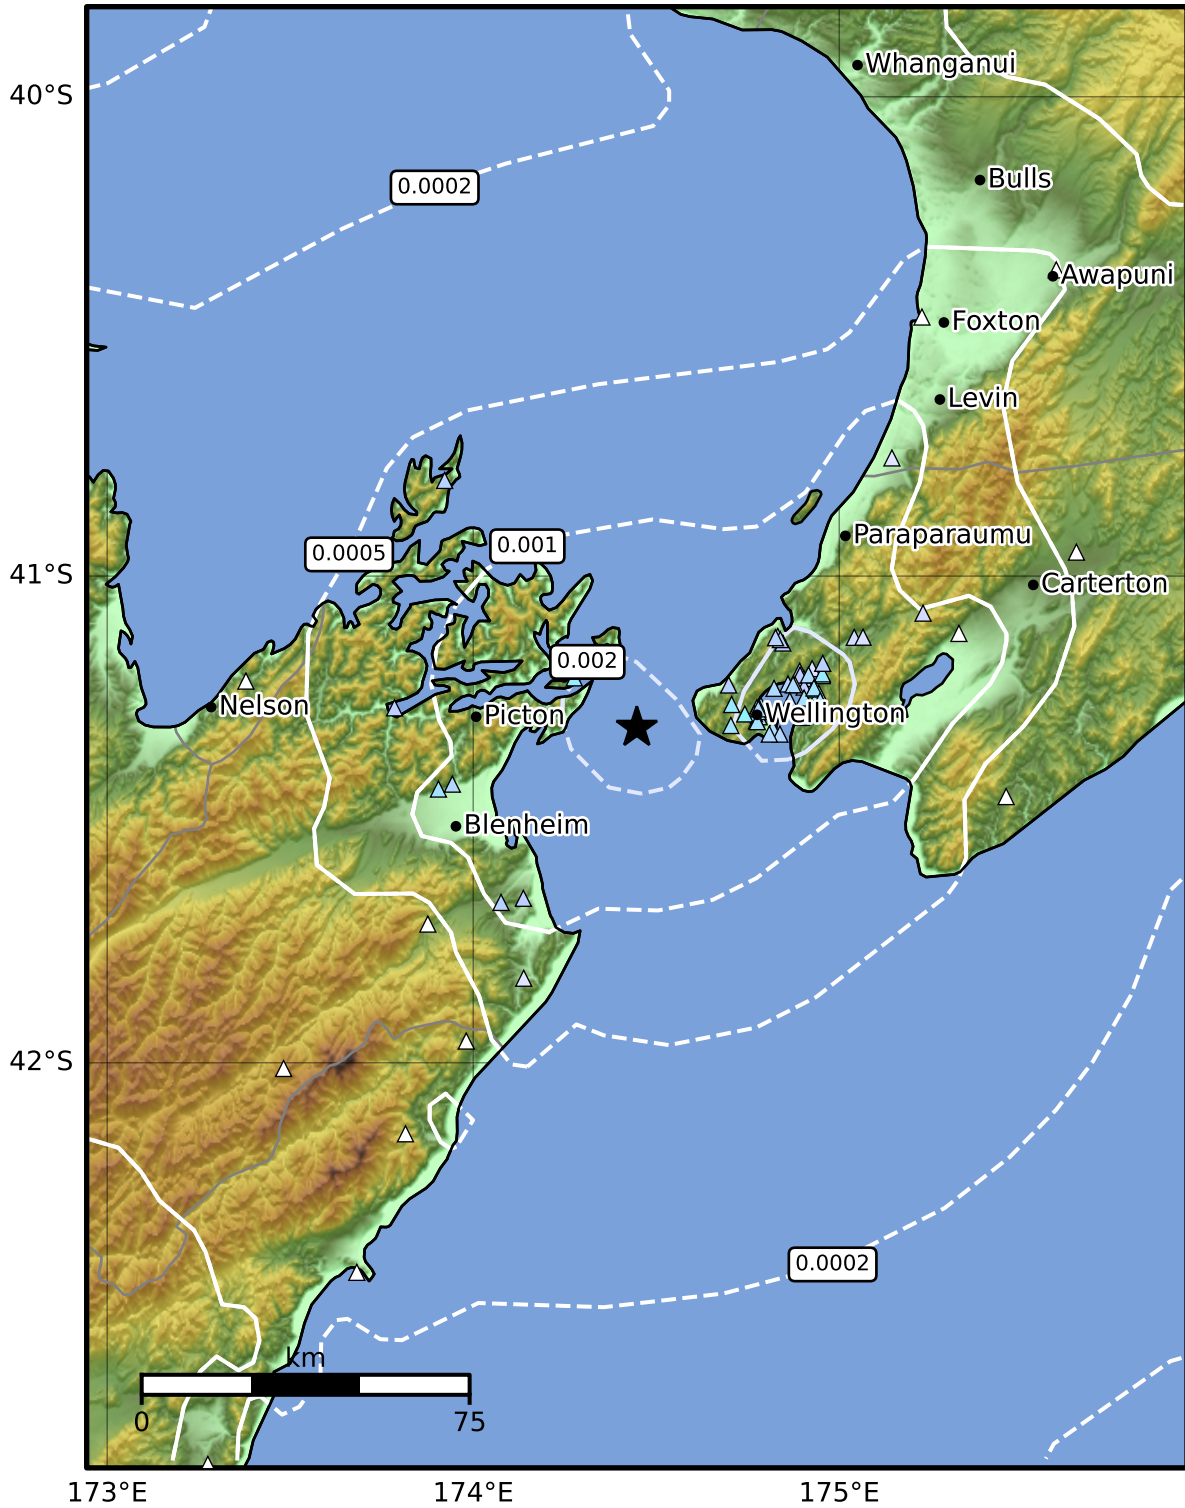 Whanganui
40°S
Bulls
0.0002
Awapuni
Foxton
Levin
Paraparaumu
0.0005
0.001
41°S
Carterton
0.002
Nelson
Picton
Wellington
Blenheim
42°S
0.0002
km
0
75
173°E
174°E
175°E